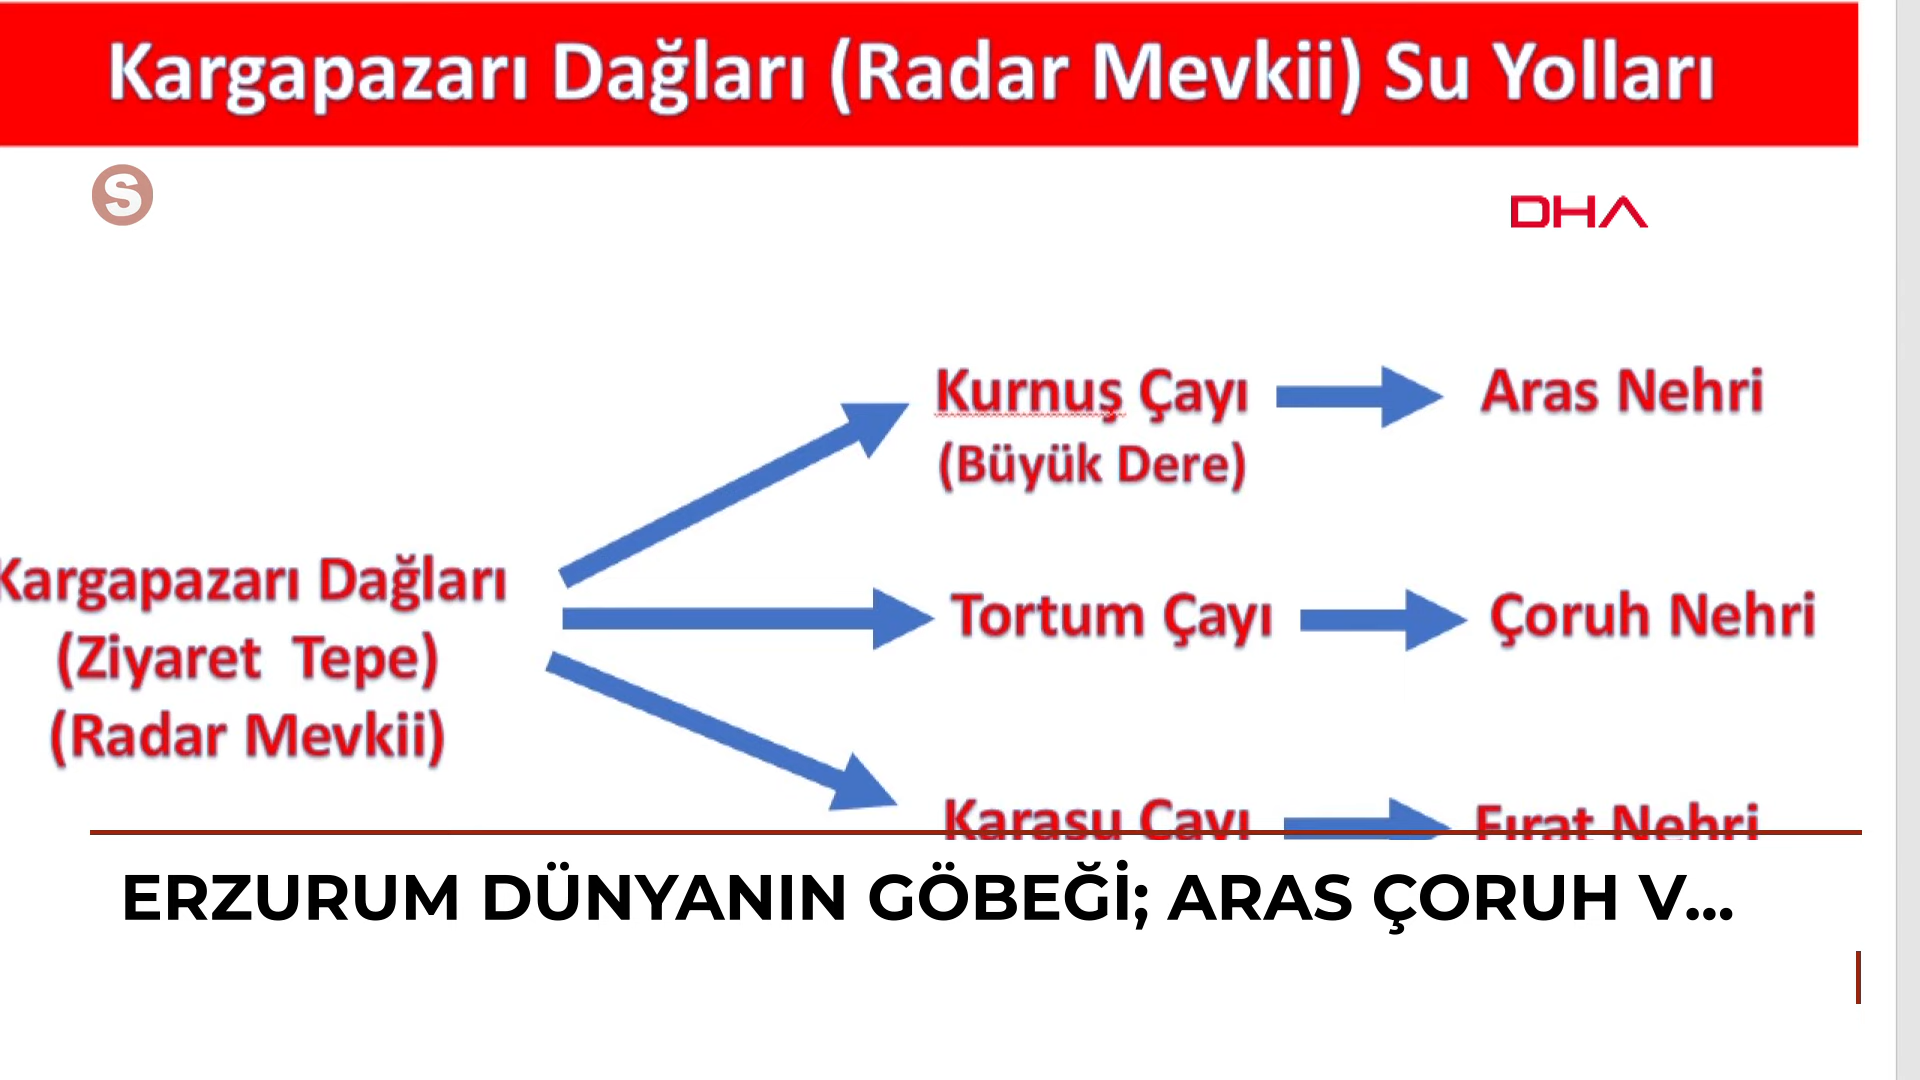 Kargapazarı Dağları (Radar Mevkii) Su Yolları
S
DHA
Kurnuş Çayı
Aras Nehri
(Büyük Dere)
Kargapazarı Dağları
(Ziyaret Tepe)
(Radar Mevkii)
Tortum Çayı
Çoruh Nehri
Karasu Çayı
Fırat Nehri
ERZURUM DÜNYANIN GÖBEĞİ; ARAS ÇORUH V...